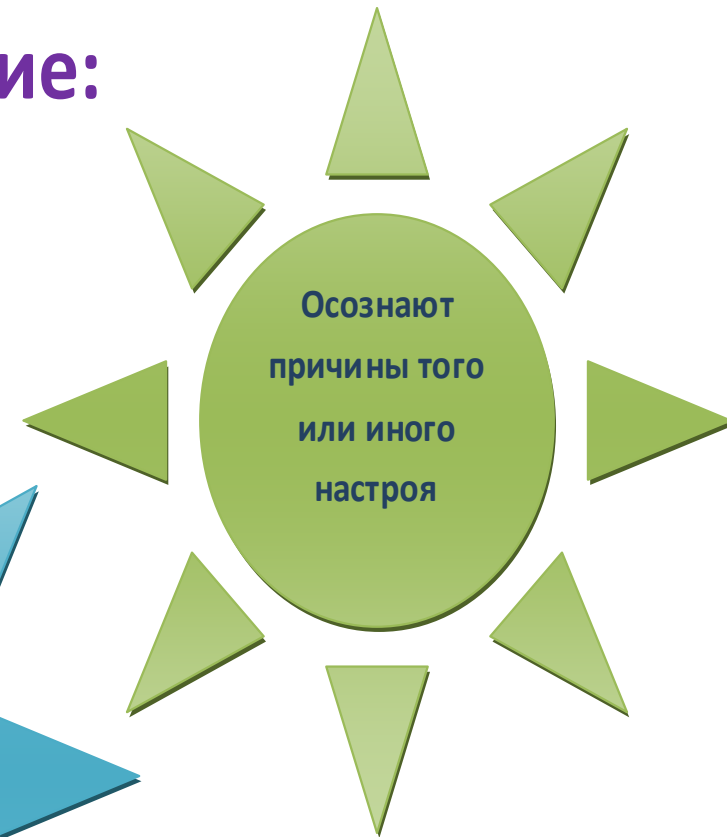 ие:
Осознают
причины того
или иного
настроя